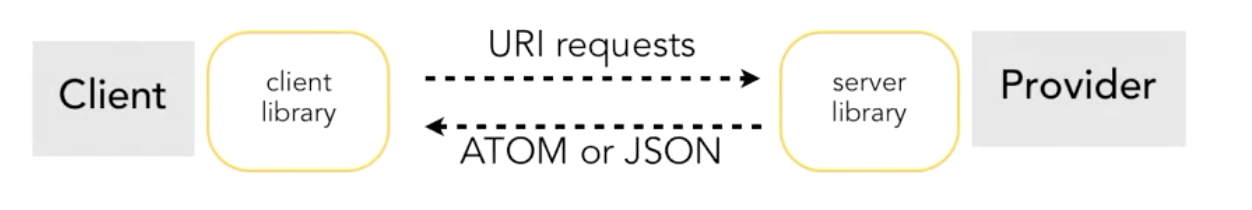 Client
client
library
URI requests
ATOM or JSON
server
library
Provider